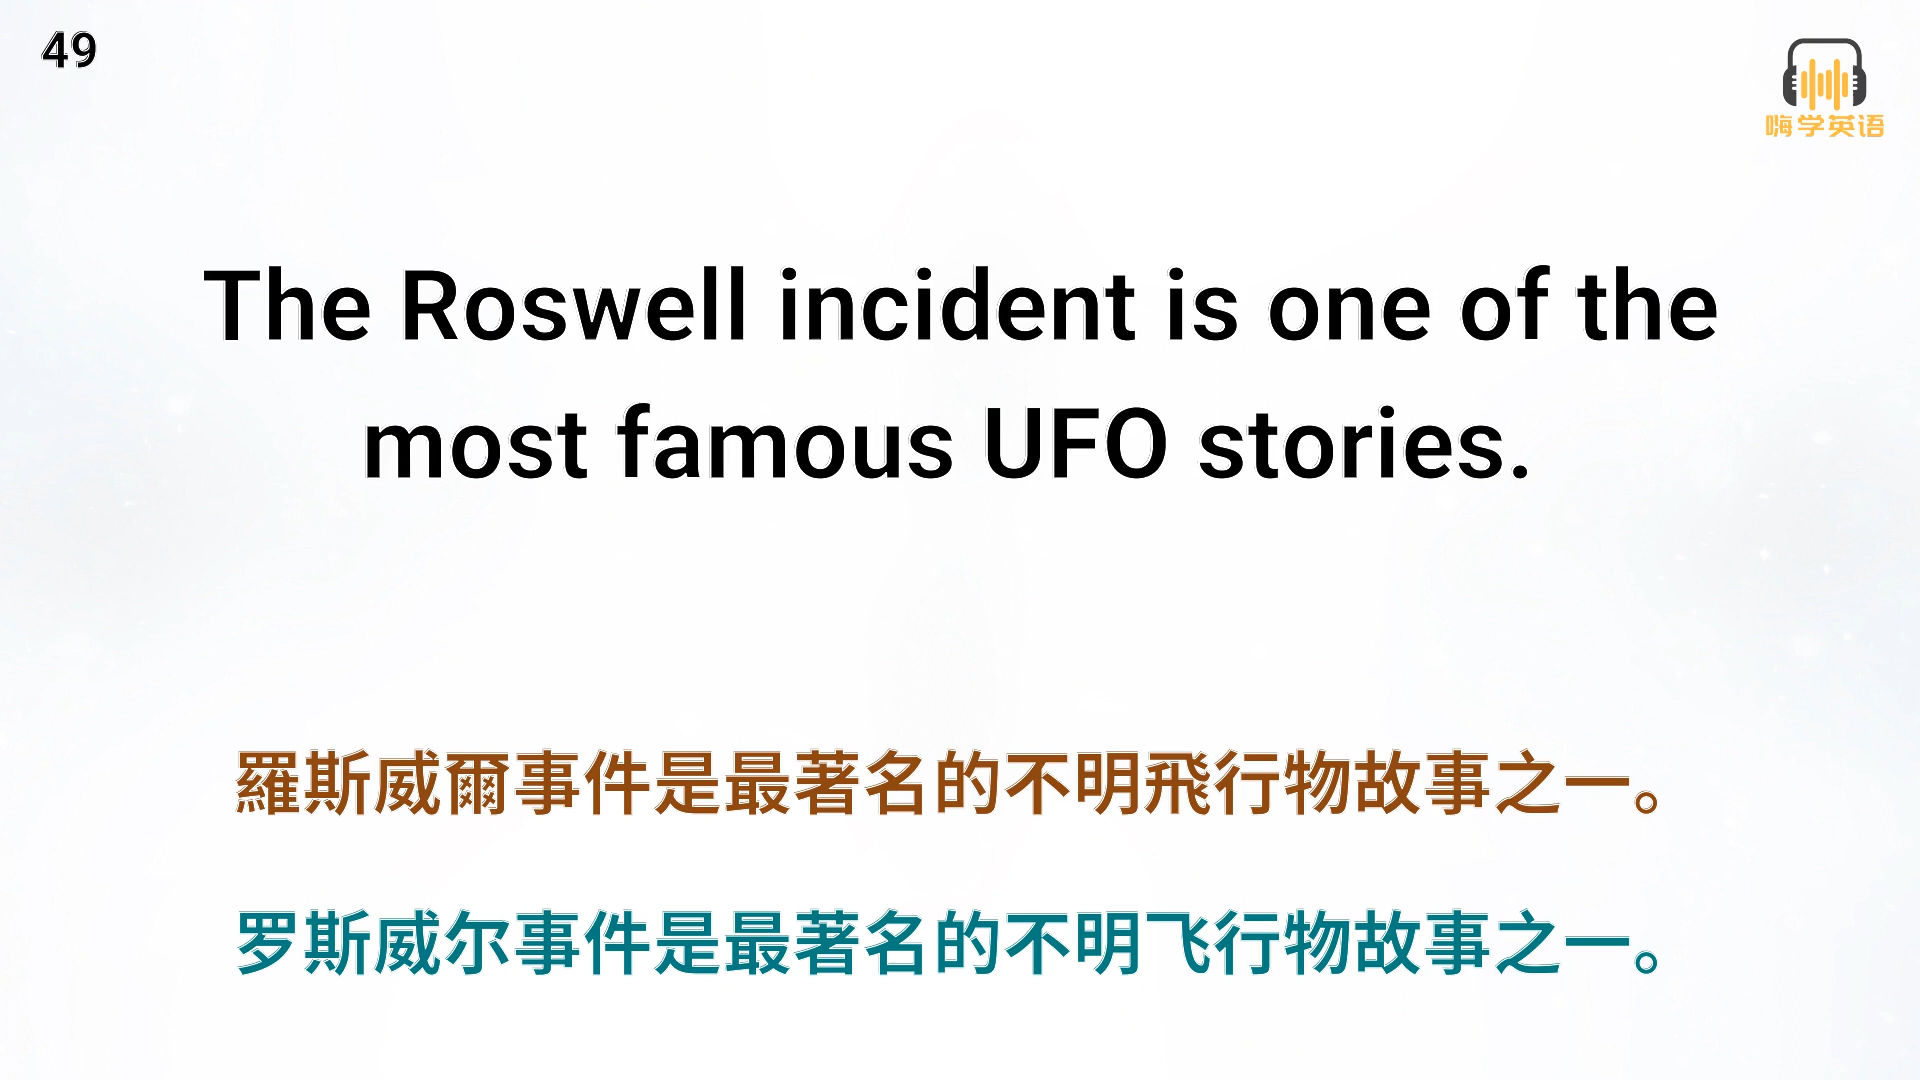 49
嗨学英语
The Roswell incident is one of the
most famous UFO stories.
羅斯威爾事件是最著名的不明飛行物故事之一。
罗斯威尔事件是最著名的不明飞行物故事之一。